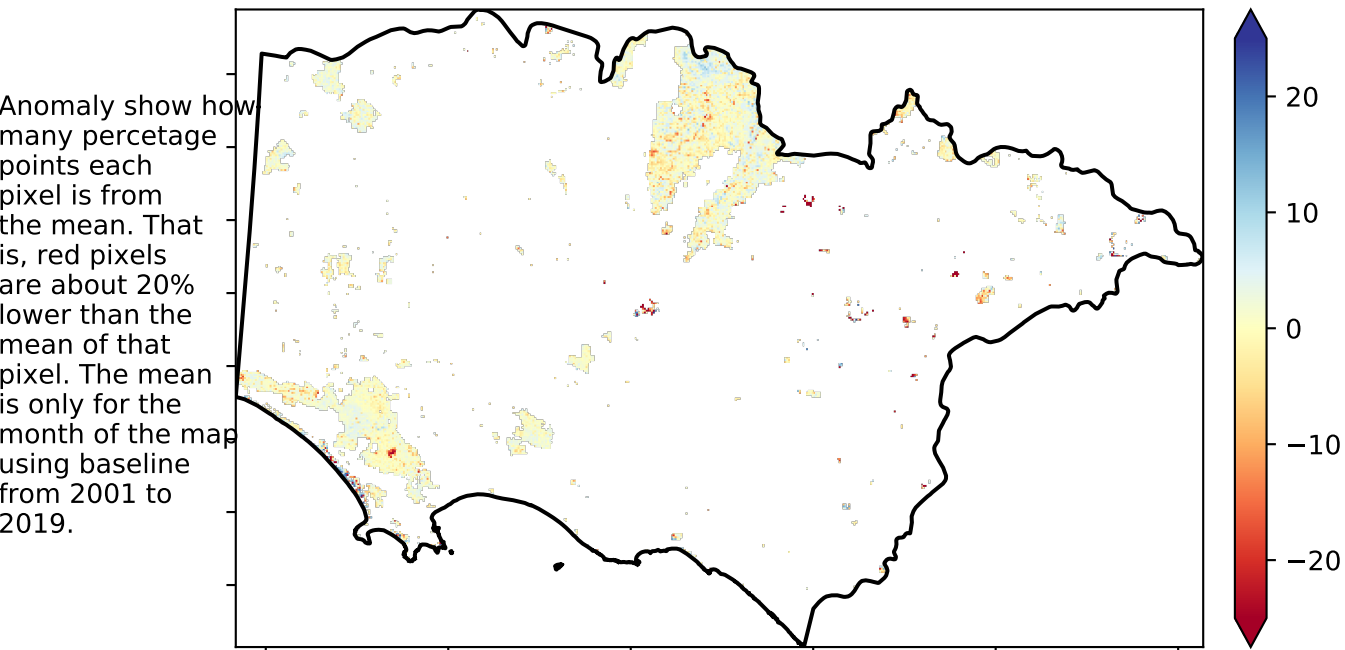 Anomaly show how
many percetage
points each
pixel is from
the mean. That
is, red pixels
are about 20%
lower than the
mean of that
pixel. The mean
is only for the
month of the map
using baseline
from 2001 to
2019.
20
10
0
−10
−20